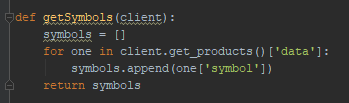 def getSymbols(client):
    symbols = []
    for one in client.get_products()['data']:
        symbols.append(one['symbol'])
    return symbols